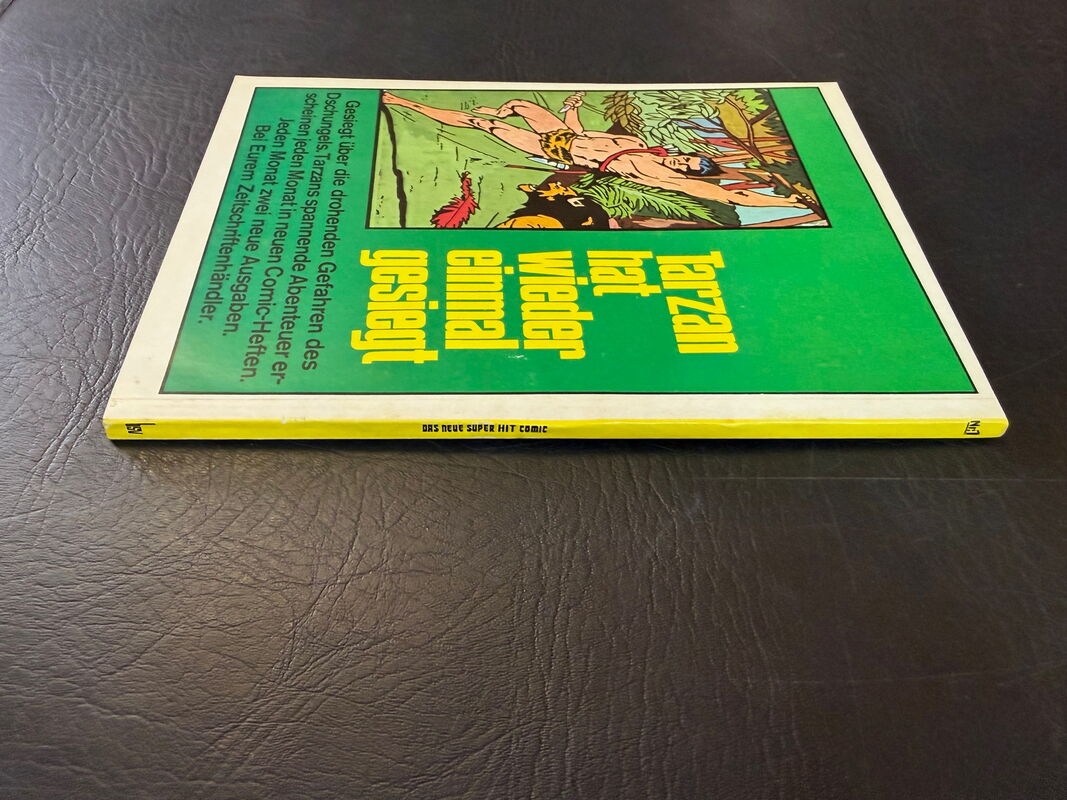 Tarzan
hat
wieder
einmal
gesiegt
Gesiegt über die drohenden Gefahren des
Dschungels. Tarzans spannende Abenteuer er-
scheinen jeden Monat in neuen Comic-Heften.
Jeden Monat zwei neue Ausgaben.
Bei Eurem Zeitschriftenhändler.
bsv
DAS NEUE SUPER HIT COMIC